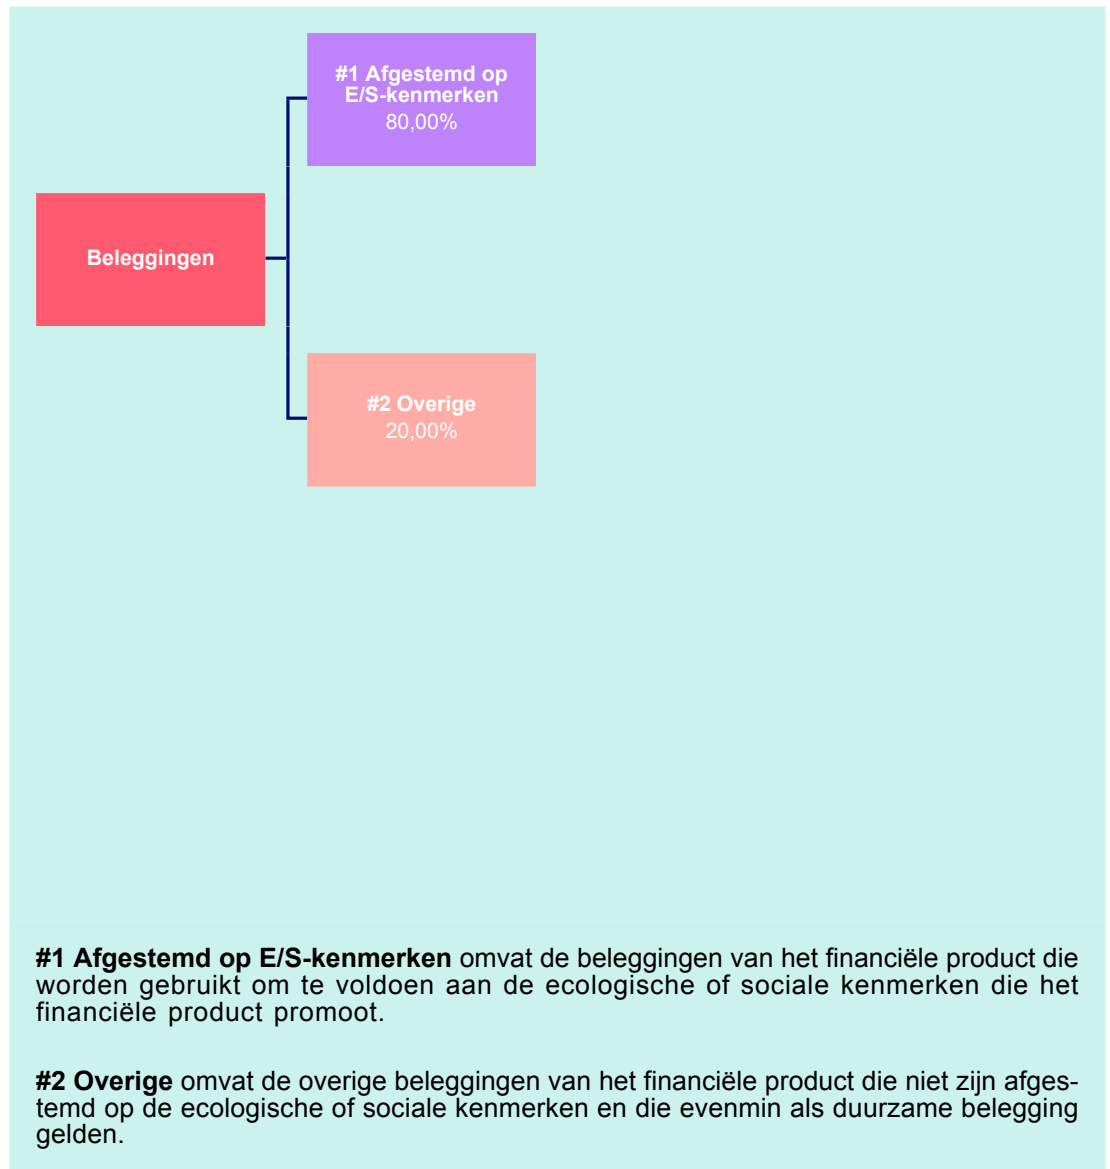 #1 Afgestemd op
E/S-kenmerken
80,00%
Beleggingen
#2 Overige
20,00%
#1 Afgestemd op E/S-kenmerken omvat de beleggingen van het financiële product die
worden gebruikt om te voldoen aan de ecologische of sociale kenmerken die het
financiële product promoot.
#2 Overige omvat de overige beleggingen van het financiële product die niet zijn afges-
temd op de ecologische of sociale kenmerken en die evenmin als duurzame belegging
gelden.